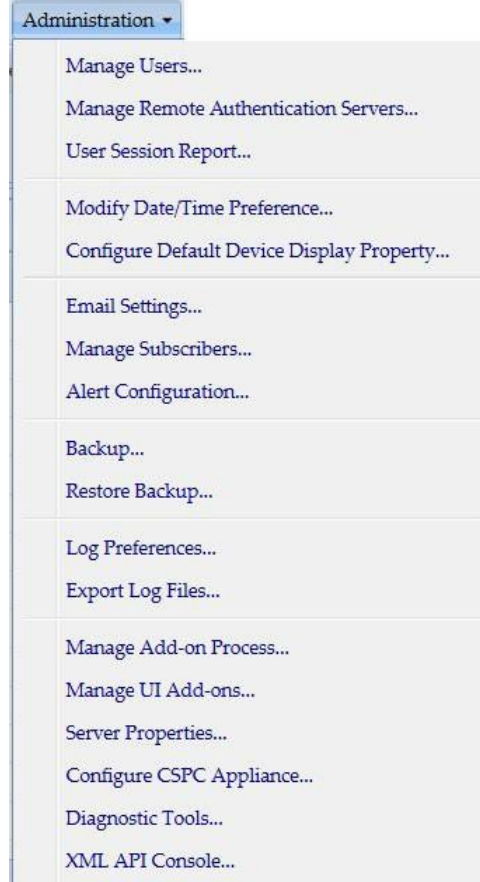 Administration
Manage Users...
Manage Remote Authentication Servers...
User Session Report...
Modify Date/Time Preference...
Configure Default Device Display Property...
Email Settings...
Manage Subscribers...
Alert Configuration...
Backup...
Restore Backup...
Log Preferences...
Export Log Files...
Manage Add-on Process...
Manage UI Add-ons...
Server Properties...
Configure CSPC Appliance...
Diagnostic Tools...
XML API Console...